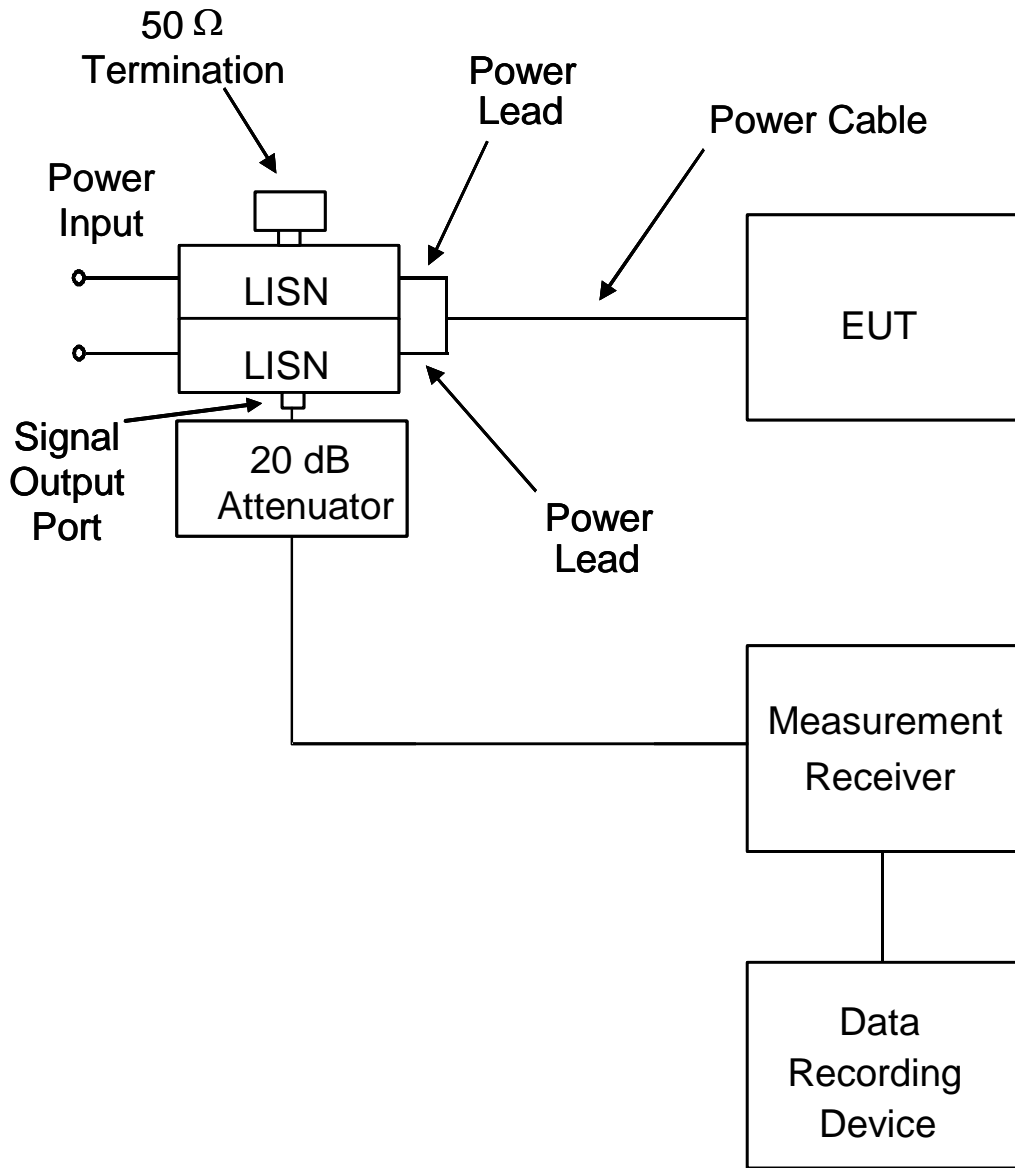 50 Ω
Termination
Power
Lead
Power Cable
Power
Input
LISN
LISN
EUT
Signal
Output
Port
20 dB
Attenuator
Power
Lead
Measurement
Receiver
Data
Recording
Device